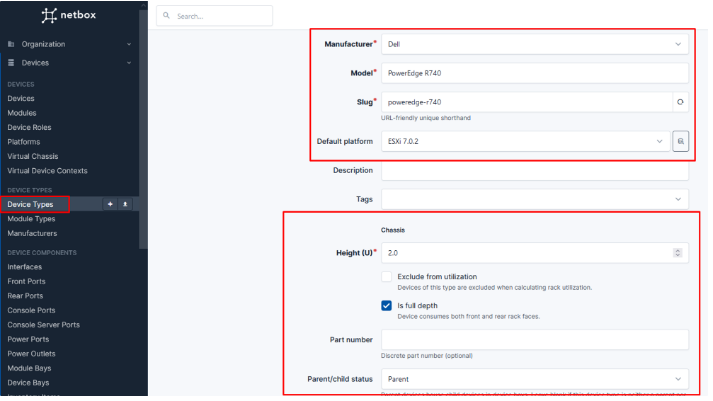 netbox
Search...
Organization
Devices
DEVICES
Devices
Modules
Device Roles
Platforms
Virtual Chassis
Virtual Device Contexts
DEVICE TYPES
Device Types
Module Types
Manufacturers
DEVICE COMPONENTS
Interfaces
Front Ports
Rear Ports
Console Ports
Console Server Ports
Power Ports
Power Outlets
Module Bays
Device Bays
Manufacturer* Dell
Model* PowerEdge R740
Slug* poweredge-r740
URL-friendly unique shorthand
Default platform ESXi 7.0.2
Description
Tags
Chassis
Height (U)* 2.0
Exclude from utilization
Devices of this type are excluded when calculating rack utilization.
Is full depth
Device consumes both front and rear rack faces.
Part number
Discrete part number (optional)
Parent/child status Parent